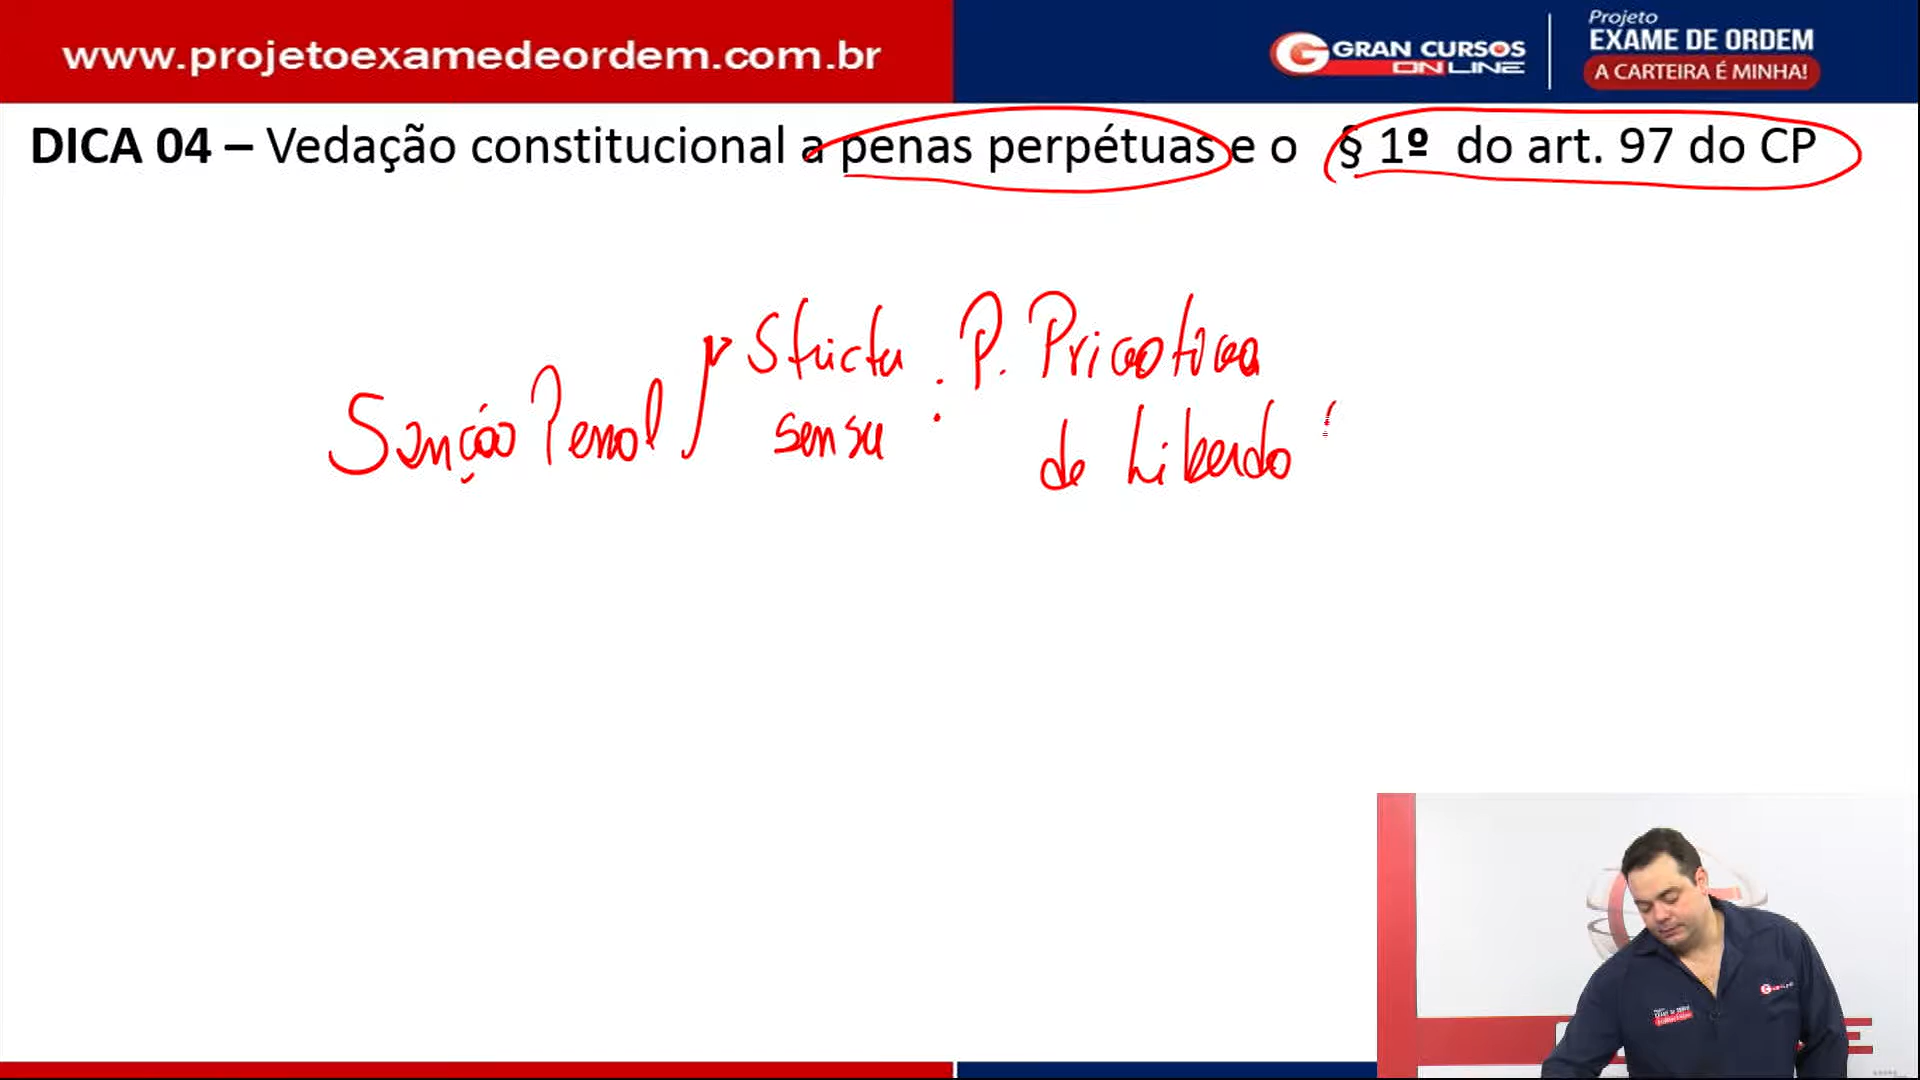 www.projetoexamedeordem.com.br
GRAN CURSOS
ONLINE
Projeto
EXAME DE ORDEM
A CARTEIRA É MINHA!
DICA 04 – Vedação constitucional a penas perpétuas e o § 1º do art. 97 do CP
Sanção Penal
Strictu
sensu
: P. Privativa
de Liberdade